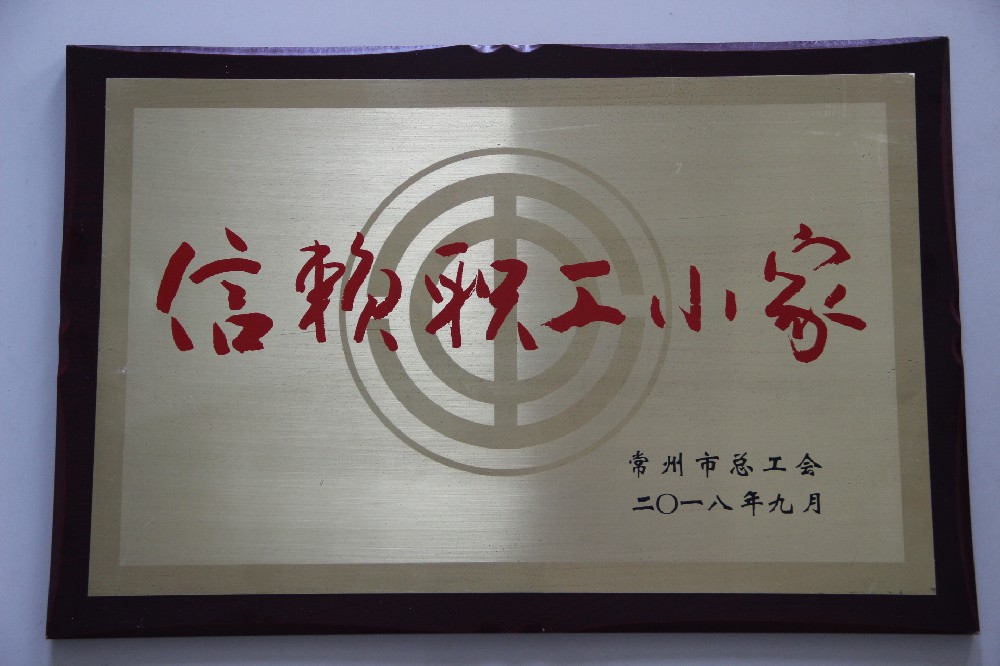 信赖职工小家
常州市总工会
二〇一八年九月